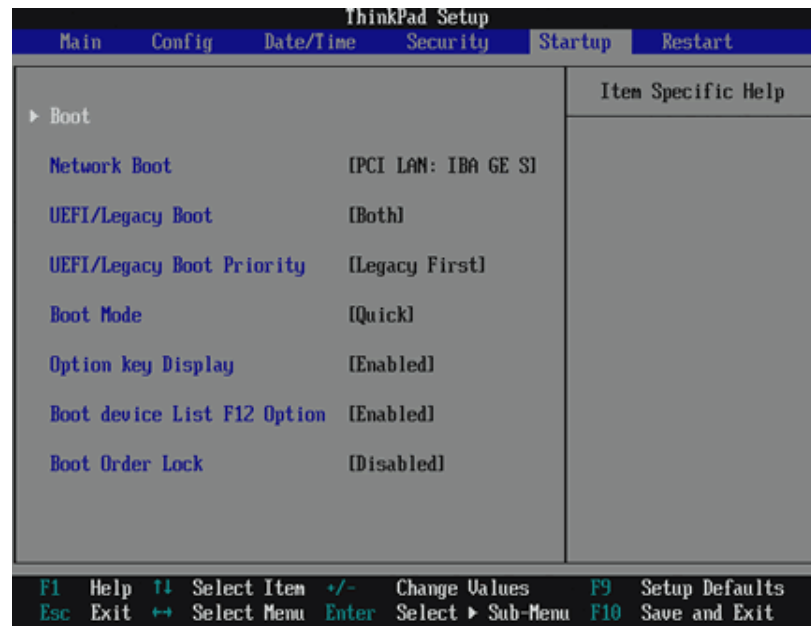 ThinkPad Setup
Main Config Date/Time Security Startup Restart
Item Specific Help
▶ Boot
Network Boot [PCI LAN: IBA GE S]
UEFI/Legacy Boot [Both]
UEFI/Legacy Boot Priority [Legacy First]
Boot Mode [Quick]
Option key Display [Enabled]
Boot device List F12 Option [Enabled]
Boot Order Lock [Disabled]
F1 Help ↑↓ Select Item +/- Change Values F9 Setup Defaults
Esc Exit ↔ Select Menu Enter Select ▶ Sub-Menu F10 Save and Exit